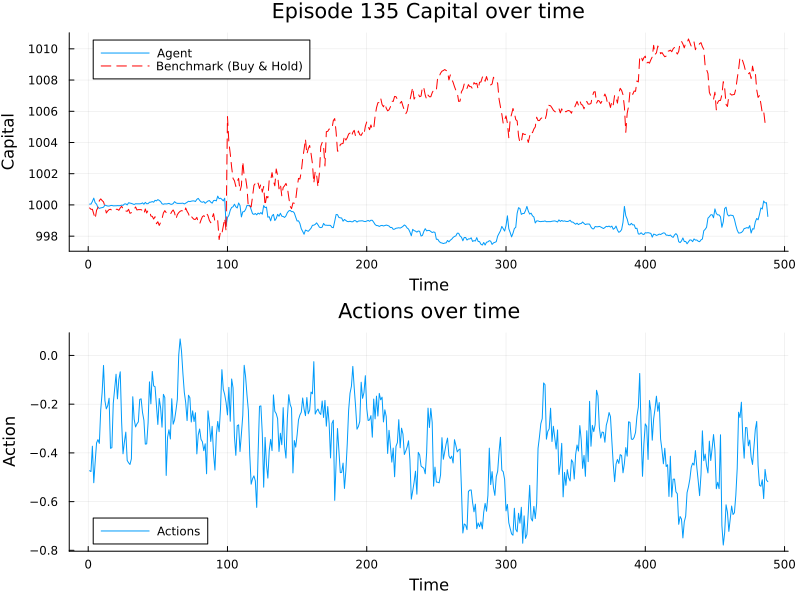 Episode 135 Capital over time
Agent
Benchmark (Buy & Hold)
1010
1008
1006
1004
1002
1000
998
Capital
0 100 200 300 400 500
Time
Actions over time
0.0
−0.2
−0.4
−0.6
−0.8
Action
Actions
0 100 200 300 400 500
Time